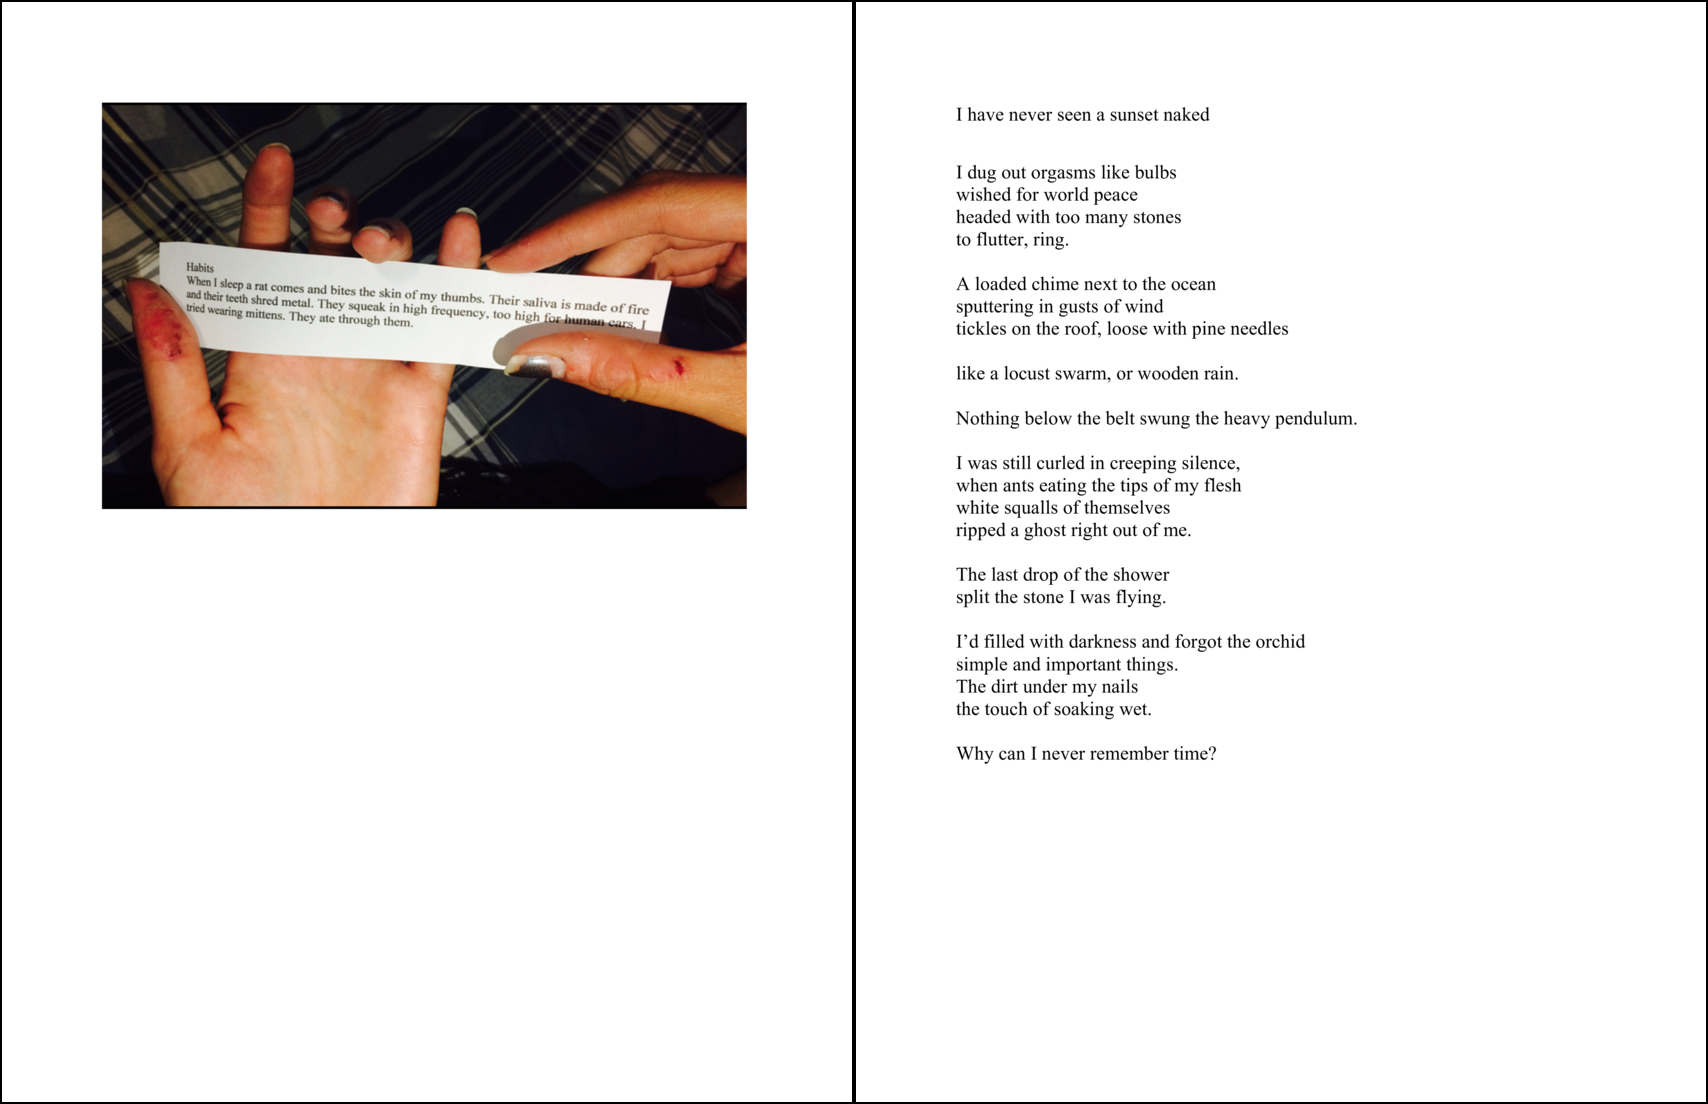 Habits
When I sleep a rat comes and bites the skin of my thumbs. Their saliva is made of fire
and their teeth shred metal. They squeak in high frequency, too high for human ears. I
tried wearing mittens. They ate through them.
I have never seen a sunset naked
I dug out orgasms like bulbs
wished for world peace
headed with too many stones
to flutter, ring.
A loaded chime next to the ocean
sputtering in gusts of wind
tickles on the roof, loose with pine needles
like a locust swarm, or wooden rain.
Nothing below the belt swung the heavy pendulum.
I was still curled in creeping silence,
when ants eating the tips of my flesh
white squalls of themselves
ripped a ghost right out of me.
The last drop of the shower
split the stone I was flying.
I’d filled with darkness and forgot the orchid
simple and important things.
The dirt under my nails
the touch of soaking wet.
Why can I never remember time?